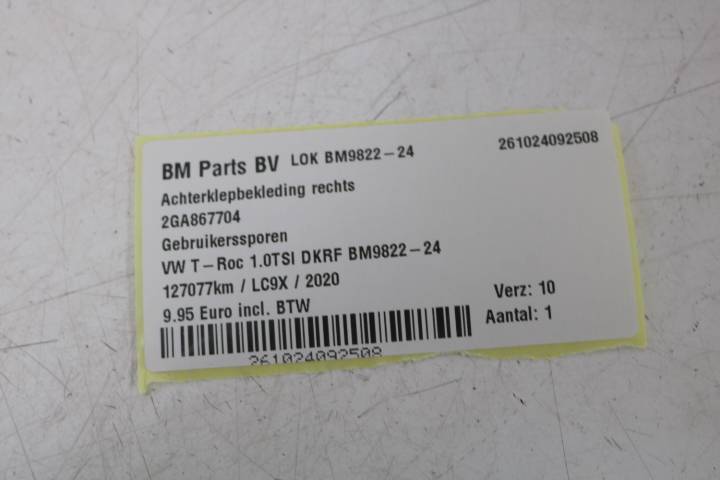 BM Parts BV LOK BM9822-24 261024092508
Achterklepbekleding rechts
2GA867704
Gebruikerssporen
VW T-Roc 1.0TSI DKRF BM9822-24
127077km / LC9X / 2020
9.95 Euro incl. BTW
Verz: 10
Aantal: 1
261024092508